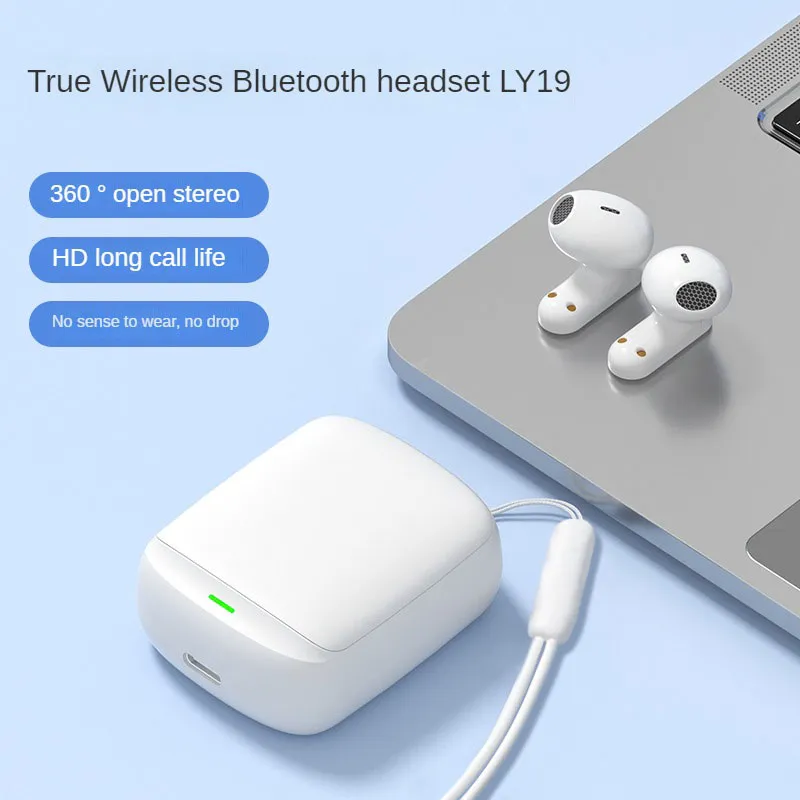 True Wireless Bluetooth headset LY19
360 ° open stereo
HD long call life
No sense to wear, no drop